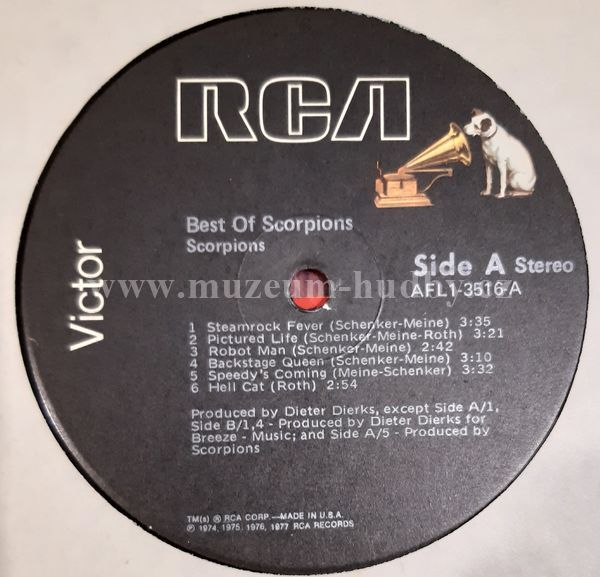 RCA
Victor
Best Of Scorpions
Scorpions
Side A Stereo
AFL1-3516-A
1 Steamrock Fever (Schenker-Meine) 3:35
2 Pictured Life (Schenker-Meine-Roth) 3:21
3 Robot Man (Schenker-Meine) 2:42
4 Backstage Queen (Schenker-Meine) 3:10
5 Speedy's Coming (Meine-Schenker) 3:32
6 Hell Cat (Roth) 2:54
Produced by Dieter Dierks, except Side A/1,
Side B/1,4 - Produced by Dieter Dierks for
Breeze - Music; and Side A/5 - Produced by
Scorpions
TM(s) ® RCA CORP.—MADE IN U.S.A.
℗ 1974, 1975, 1976, 1977 RCA RECORDS